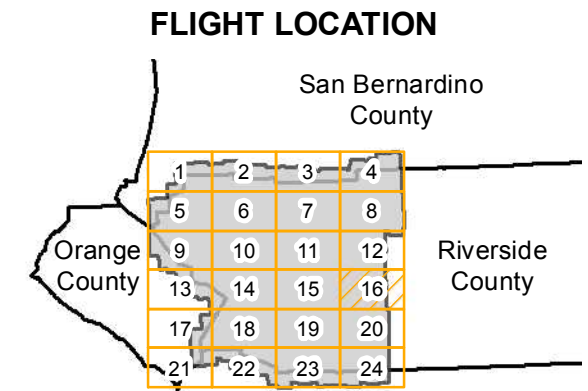 FLIGHT LOCATION
San Bernardino
County
1 2 3 4
5 6 7 8
Orange
County
9 10 11 12
Riverside
County
13 14 15 16
17 18 19 20
21 22 23 24